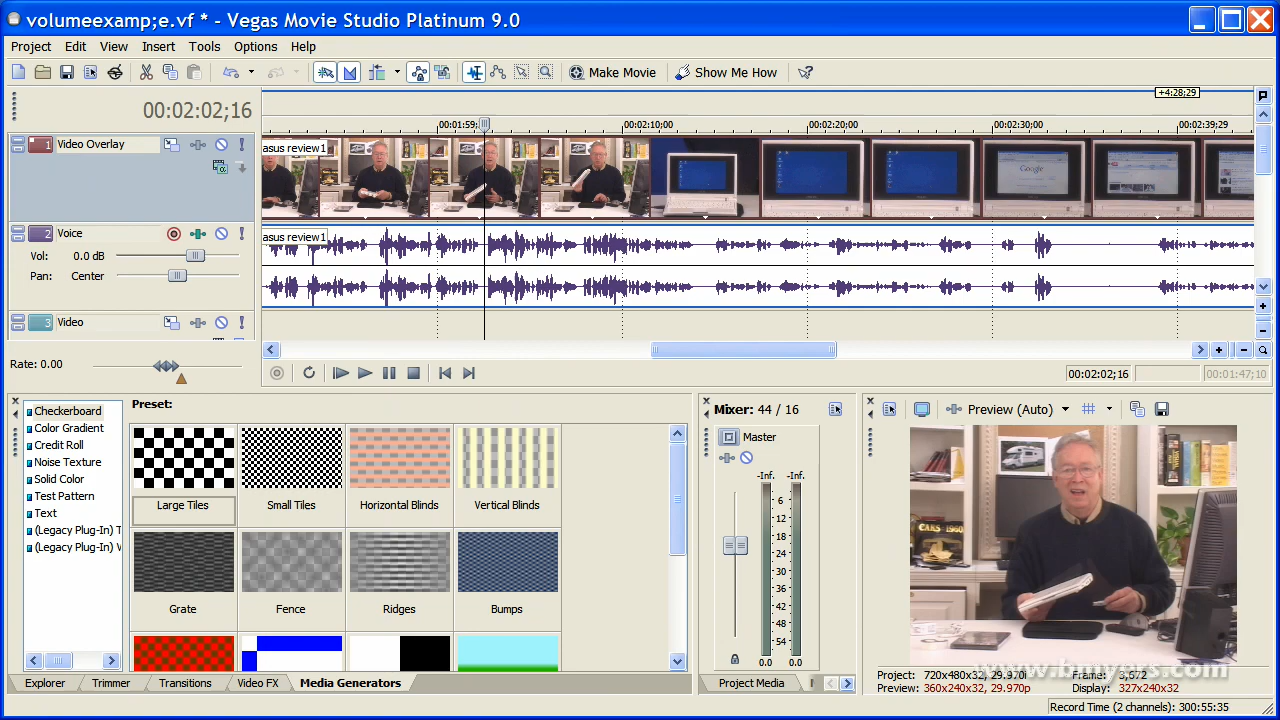 volumeexamp;e.vf * - Vegas Movie Studio Platinum 9.0
Project Edit View Insert Tools Options Help
Make Movie Show Me How
00:02:02;16
+4:28;29
00:01:59; 00:02:10;00 00:02:20;00 00:02:30;00 00:02:39;29
1 Video Overlay
asus review1
Google
2 Voice
asus review1
Vol: 0.0 dB
Pan: Center
3 Video
Rate: 0.00
00:02:02;16 00:01:47;10
Checkerboard
Color Gradient
Credit Roll
Noise Texture
Solid Color
Test Pattern
Text
(Legacy Plug-In) T
(Legacy Plug-In) V
Preset:
Large Tiles Small Tiles Horizontal Blinds Vertical Blinds
Grate Fence Ridges Bumps
Explorer Trimmer Transitions Video FX Media Generators
Mixer: 44 / 16
Master
-Inf. -Inf.
6
12
18
24
30
36
42
48
54
0.0 0.0
Project Media
Preview (Auto)
CARS 1960
www.bmyers.com
Project: 720x480x32, 29.970i Frame: 3,672
Preview: 360x240x32, 29.970p Display: 327x240x32
Record Time (2 channels): 300:55:35